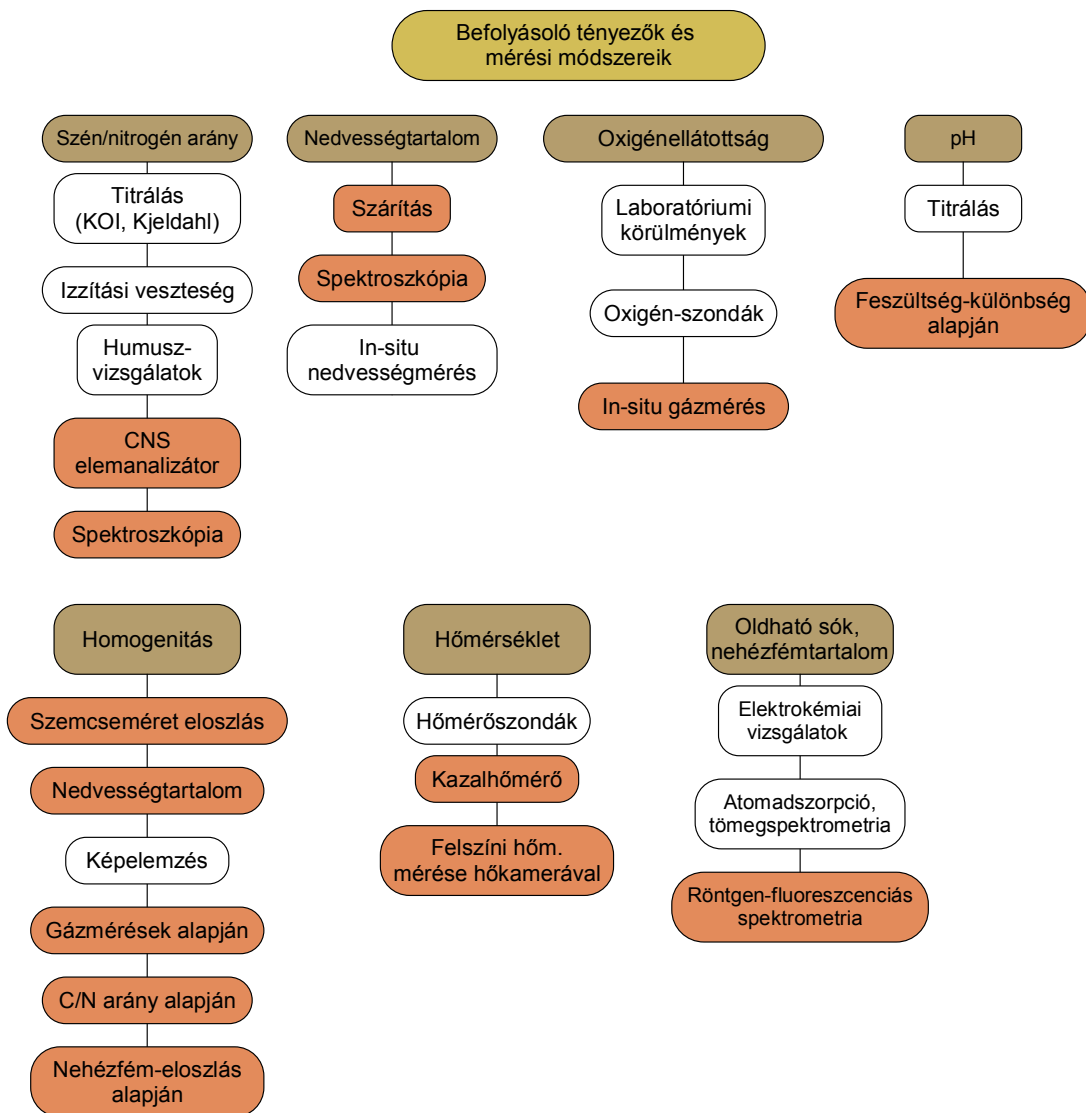 Befolyásoló tényezők és
mérési módszereik
Szén/nitrogén arány
Titrálás
(KOI, Kjeldahl)
Izzítási veszteség
Humusz-
vizsgálatok
CNS
elemanalizátor
Spektroszkópia
Nedvességtartalom
Szárítás
Spektroszkópia
In-situ
nedvességmérés
Oxigénellátottság
Laboratóriumi
körülmények
Oxigén-szondák
In-situ gázmérés
pH
Titrálás
Feszültség-különbség
alapján
Homogenitás
Szemcseméret eloszlás
Nedvességtartalom
Képelemzés
Gázmérések alapján
C/N arány alapján
Nehézfém-eloszlás
alapján
Hőmérséklet
Hőmérőszondák
Kazalhőmérő
Felszíni hőm.
mérése hőkamerával
Oldható sók,
nehézfémtartalom
Elektrokémiai
vizsgálatok
Atomadszorpció,
tömegspektrometria
Röntgen-fluoreszcenciás
spektrometria